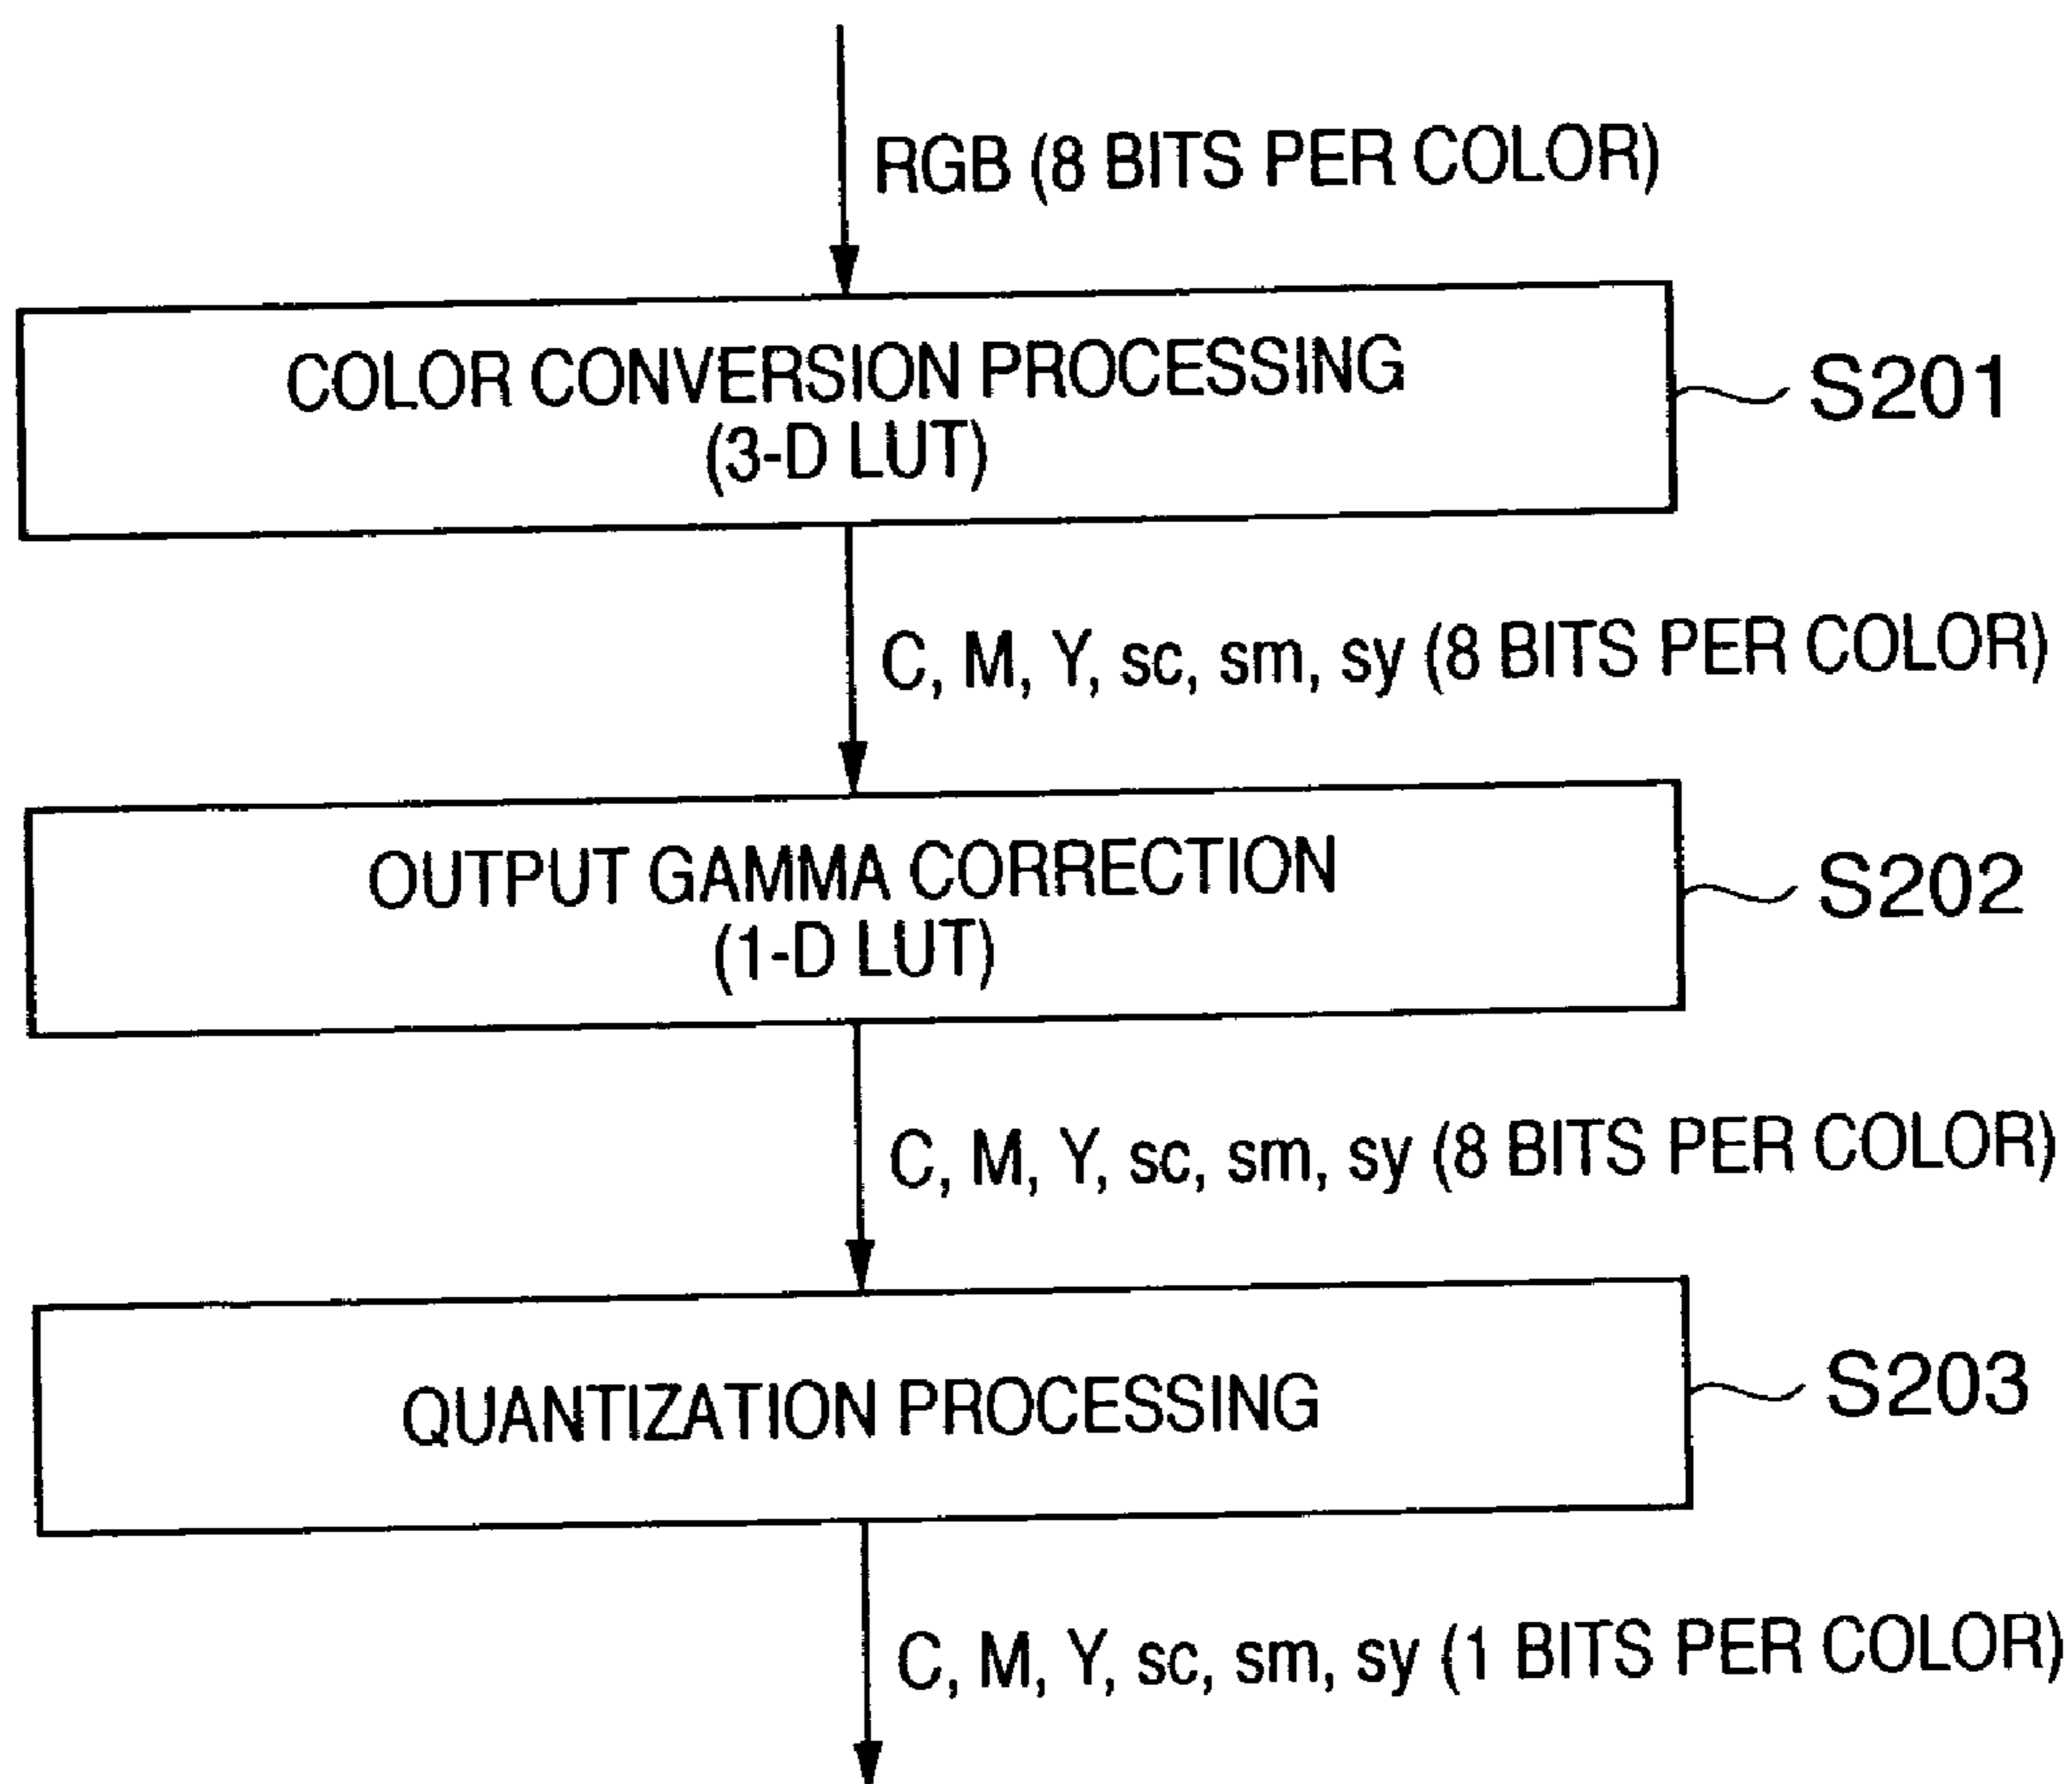 RGB (8 BITS PER COLOR)
COLOR CONVERSION PROCESSING
(3-D LUT)
S201
C, M, Y, sc, sm, sy (8 BITS PER COLOR)
OUTPUT GAMMA CORRECTION
(1-D LUT)
S202
C, M, Y, sc, sm, sy (8 BITS PER COLOR)
QUANTIZATION PROCESSING
S203
C, M, Y, sc, sm, sy (1 BITS PER COLOR)